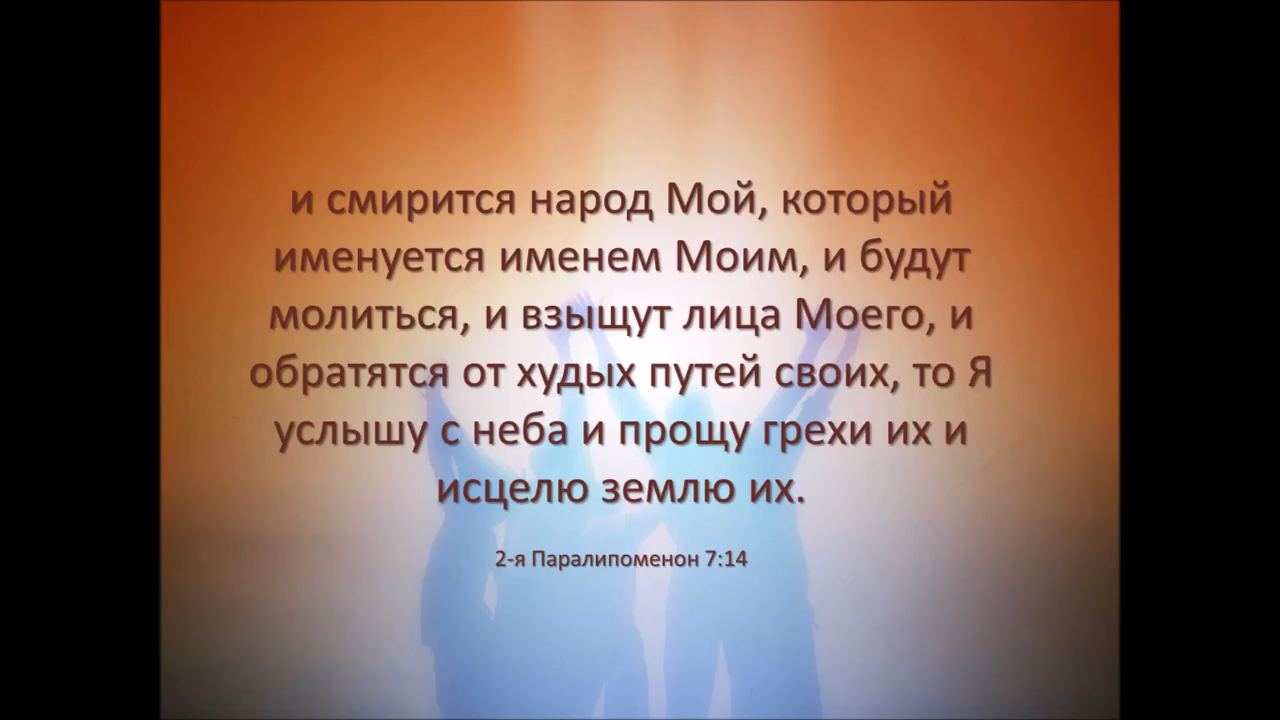 и смирится народ Мой, который
именуется именем Моим, и будут
молиться, и взыщут лица Моего, и
обратятся от худых путей своих, то Я
услышу с неба и прощу грехи их и
исцелю землю их.
2-я Паралипоменон 7:14